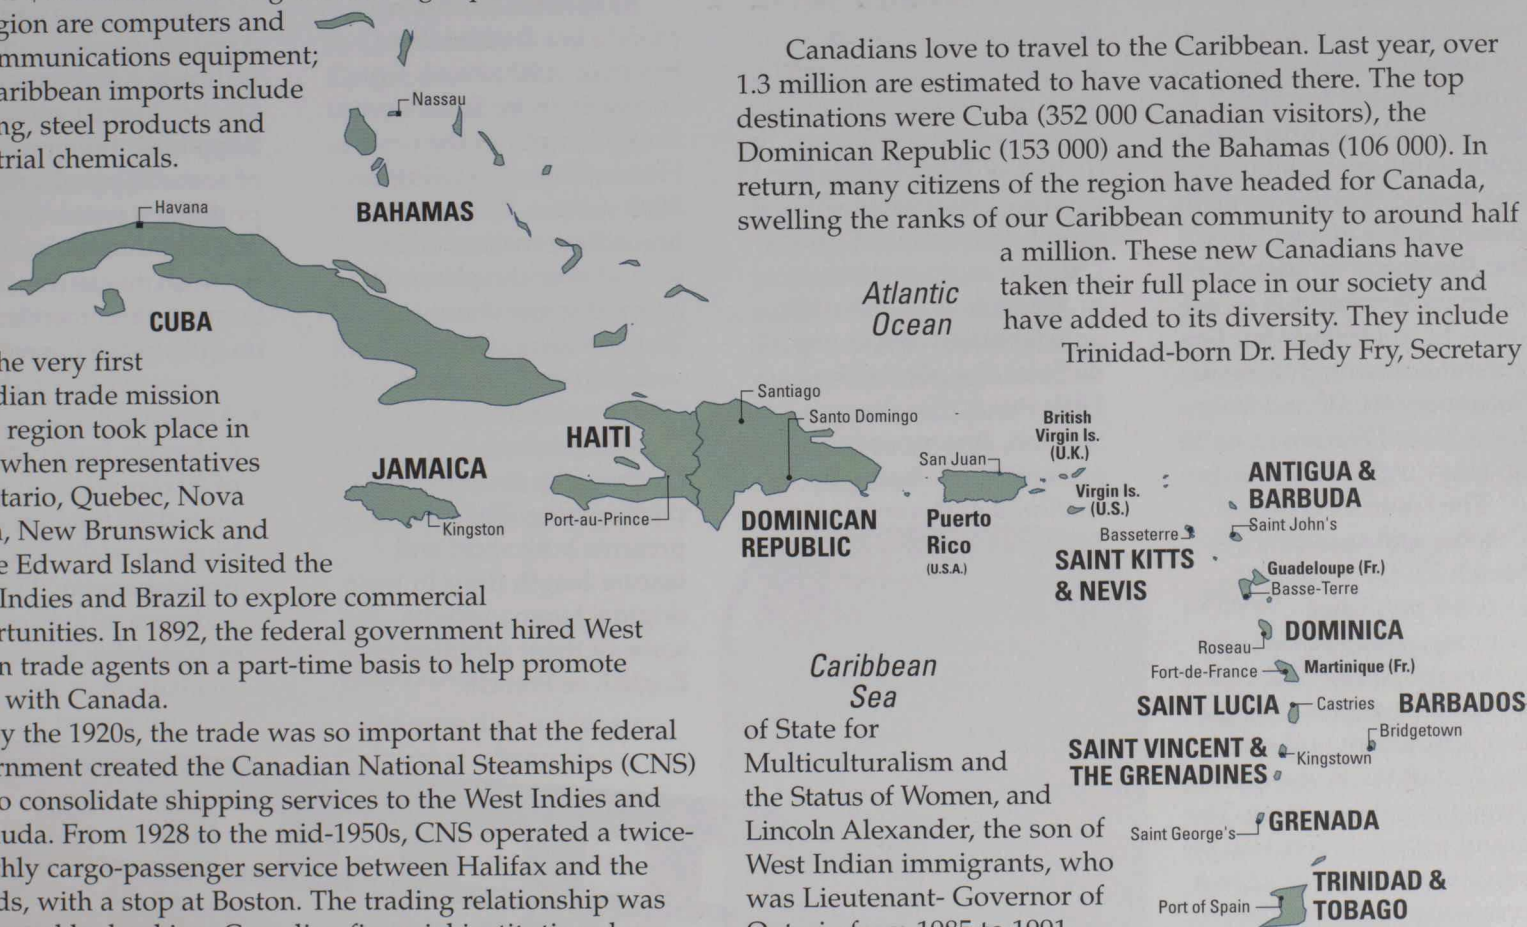 gion are computers and
mmunications equipment;
aribbean imports include
ng, steel products and
trial chemicals.
Nassau
BAHAMAS
Havana
CUBA
he very first
dian trade mission
region took place in
when representatives
tario, Quebec, Nova
, New Brunswick and
e Edward Island visited the
Indies and Brazil to explore commercial
rtunities. In 1892, the federal government hired West
n trade agents on a part-time basis to help promote
with Canada.
y the 1920s, the trade was so important that the federal
rnment created the Canadian National Steamships (CNS)
o consolidate shipping services to the West Indies and
uda. From 1928 to the mid-1950s, CNS operated a twice-
hly cargo-passenger service between Halifax and the
ds, with a stop at Boston. The trading relationship was
JAMAICA
Kingston
HAITI
Port-au-Prince
Santiago
Santo Domingo
DOMINICAN
REPUBLIC
San Juan
Puerto
Rico
(U.S.A.)
British
Virgin Is.
(U.K.)
Virgin Is.
(U.S.)
Canadians love to travel to the Caribbean. Last year, over
1.3 million are estimated to have vacationed there. The top
destinations were Cuba (352 000 Canadian visitors), the
Dominican Republic (153 000) and the Bahamas (106 000). In
return, many citizens of the region have headed for Canada,
swelling the ranks of our Caribbean community to around half
a million. These new Canadians have
taken their full place in our society and
have added to its diversity. They include
Trinidad-born Dr. Hedy Fry, Secretary
Atlantic
Ocean
ANTIGUA &
BARBUDA
Saint John's
Basseterre
SAINT KITTS
& NEVIS
Guadeloupe (Fr.)
Basse-Terre
DOMINICA
Roseau
Fort-de-France
Martinique (Fr.)
SAINT LUCIA
Castries
BARBADOS
Bridgetown
SAINT VINCENT &
THE GRENADINES
Kingstown
Saint George's
GRENADA
TRINIDAD &
TOBAGO
Port of Spain
Caribbean
Sea
of State for
Multiculturalism and
the Status of Women, and
Lincoln Alexander, the son of
West Indian immigrants, who
was Lieutenant- Governor of
Ontario from 1985 to 1991